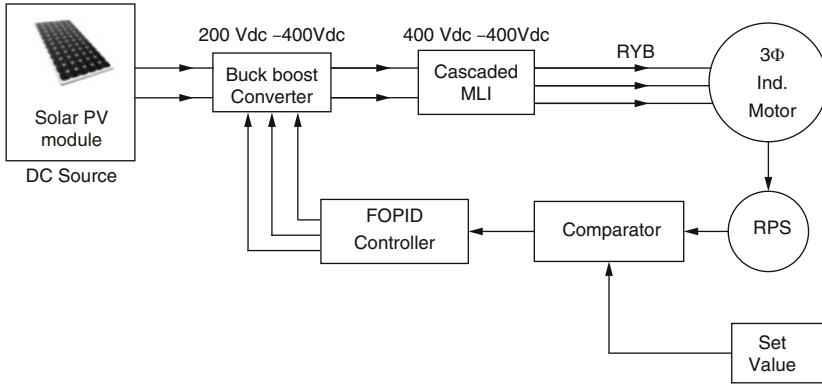 200 Vdc –400Vdc
400 Vdc –400Vdc
Solar PV
module
DC Source
Buck boost
Converter
Cascaded
MLI
RYB
3Φ
Ind.
Motor
FOPID
Controller
Comparator
RPS
Set
Value